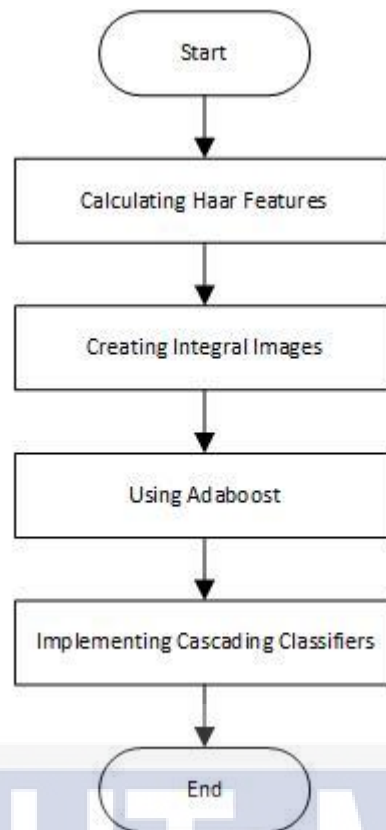 Start
Calculating Haar Features
Creating Integral Images
Using Adaboost
Implementing Cascading Classifiers
End